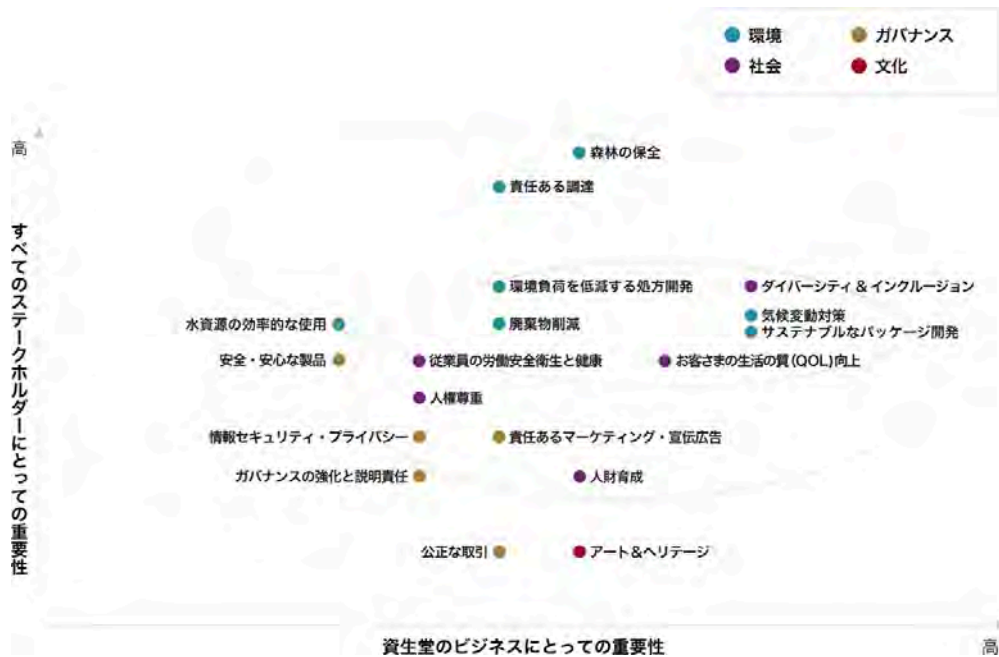 環境
ガバナンス
社会
文化
高
森林の保全
責任ある調達
すべてのステークホルダーにとっての重要性
環境負荷を低減する処方開発
ダイバーシティ & インクルージョン
水資源の効率的な使用
廃棄物削減
気候変動対策
サステナブルなパッケージ開発
安全・安心な製品
従業員の労働安全衛生と健康
お客さまの生活の質(QOL)向上
人権尊重
情報セキュリティ・プライバシー
責任あるマーケティング・宣伝広告
ガバナンスの強化と説明責任
人財育成
公正な取引
アート&ヘリテージ
資生堂のビジネスにとっての重要性
高